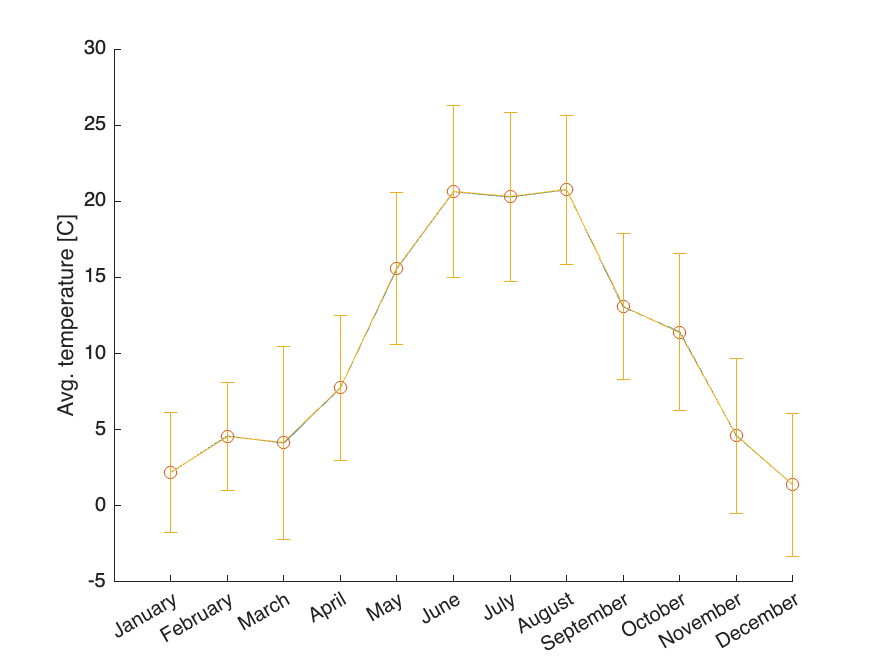 30
25
20
15
10
5
0
-5
Avg. temperature [C]
January
February
March
April
May
June
July
August
September
October
November
December